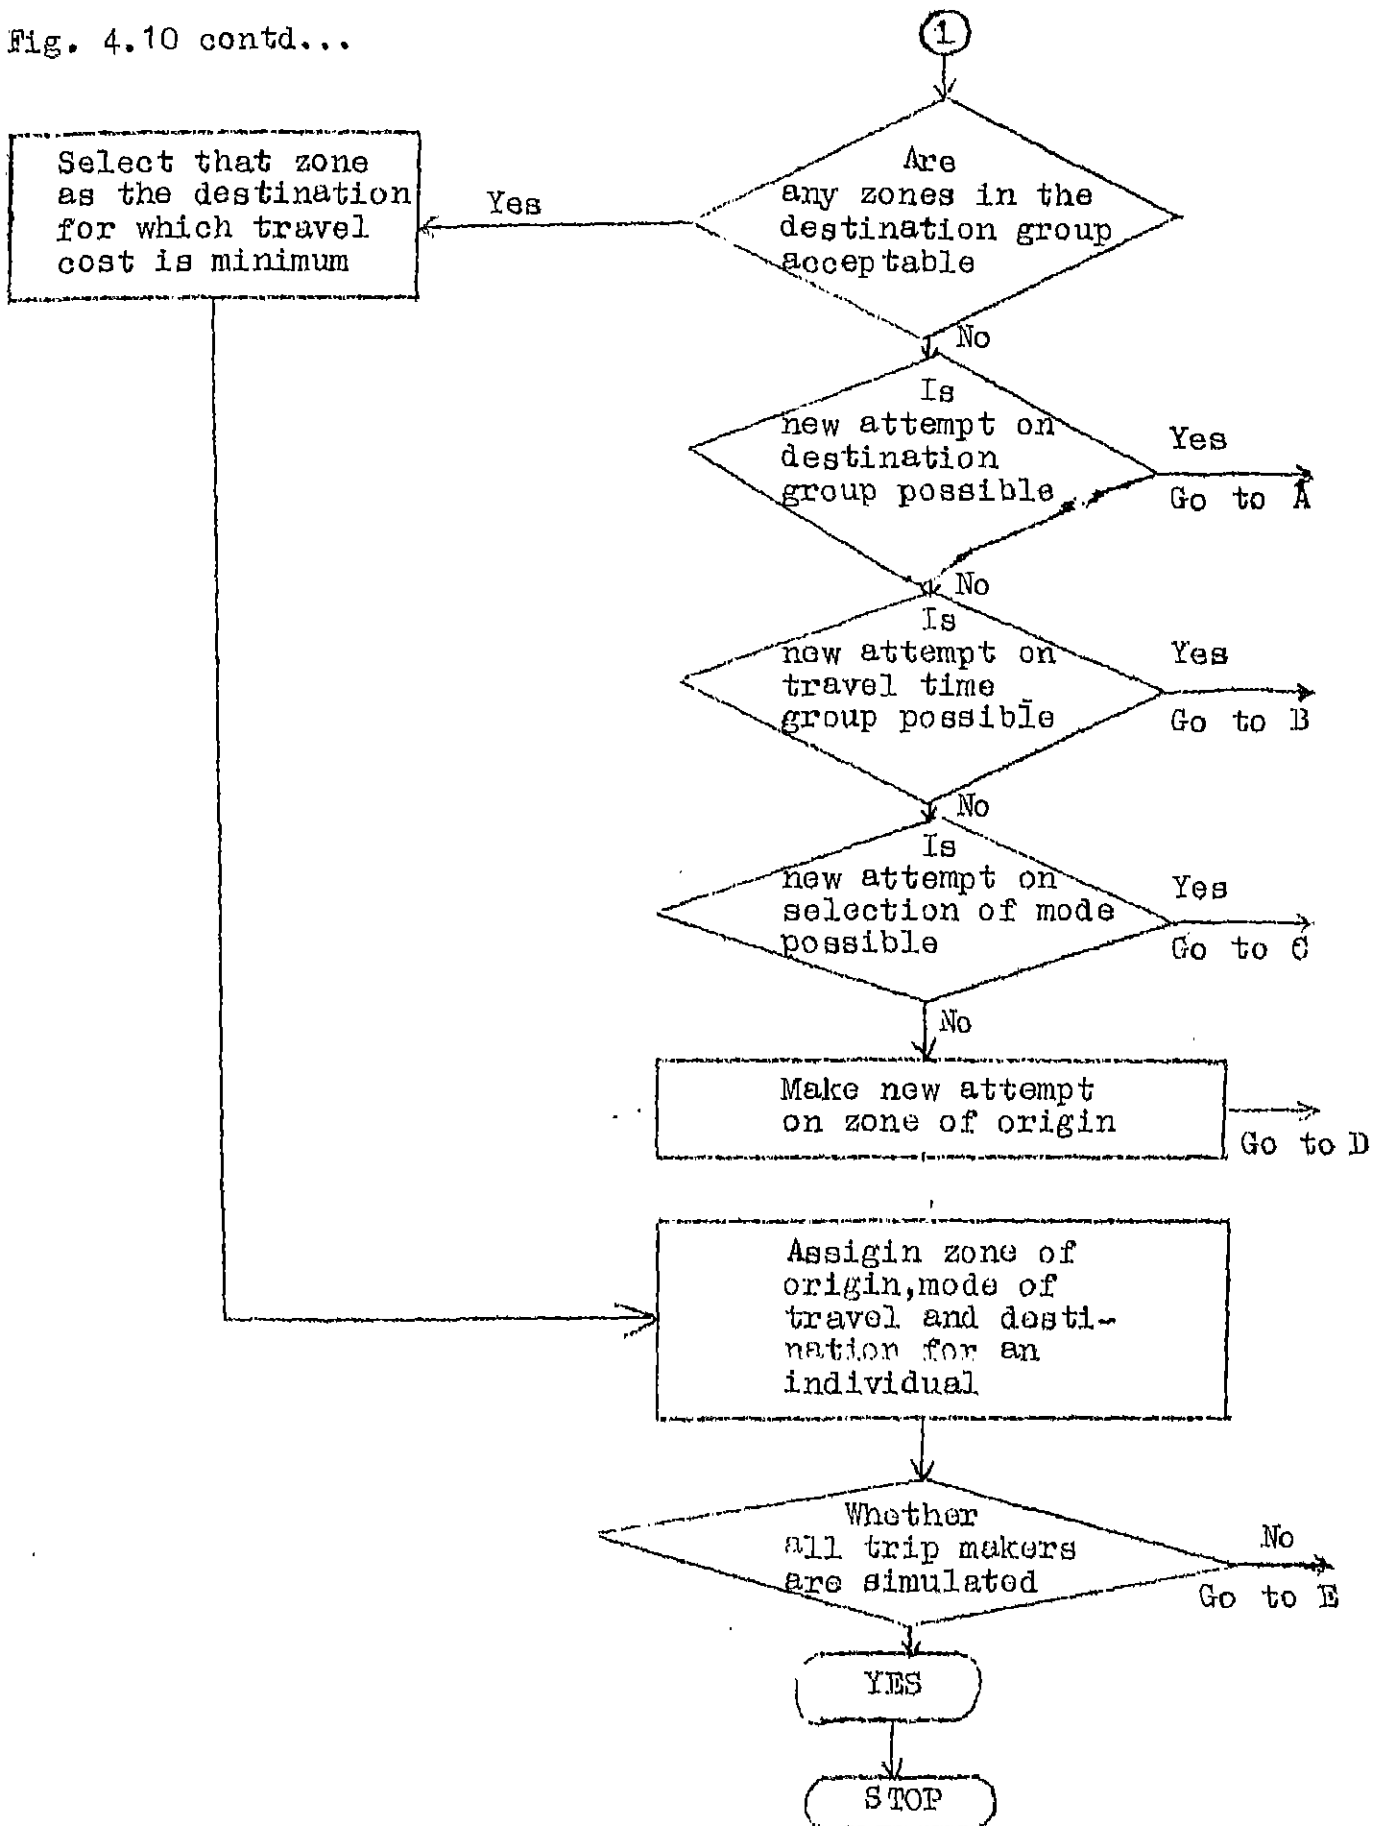 Fig. 4.10 contd...
1
Are
any zones in the
destination group
acceptable
Yes
Select that zone
as the destination
for which travel
cost is minimum
No
Is
new attempt on
destination
group possible
Yes
Go to A
No
Is
new attempt on
travel time
group possible
Yes
Go to B
No
Is
new attempt on
selection of mode
possible
Yes
Go to C
No
Make new attempt
on zone of origin
Go to D
Assigin zone of
origin,mode of
travel and desti-
nation for an
individual
Whether
all trip makers
are simulated
No
Go to E
YES
STOP